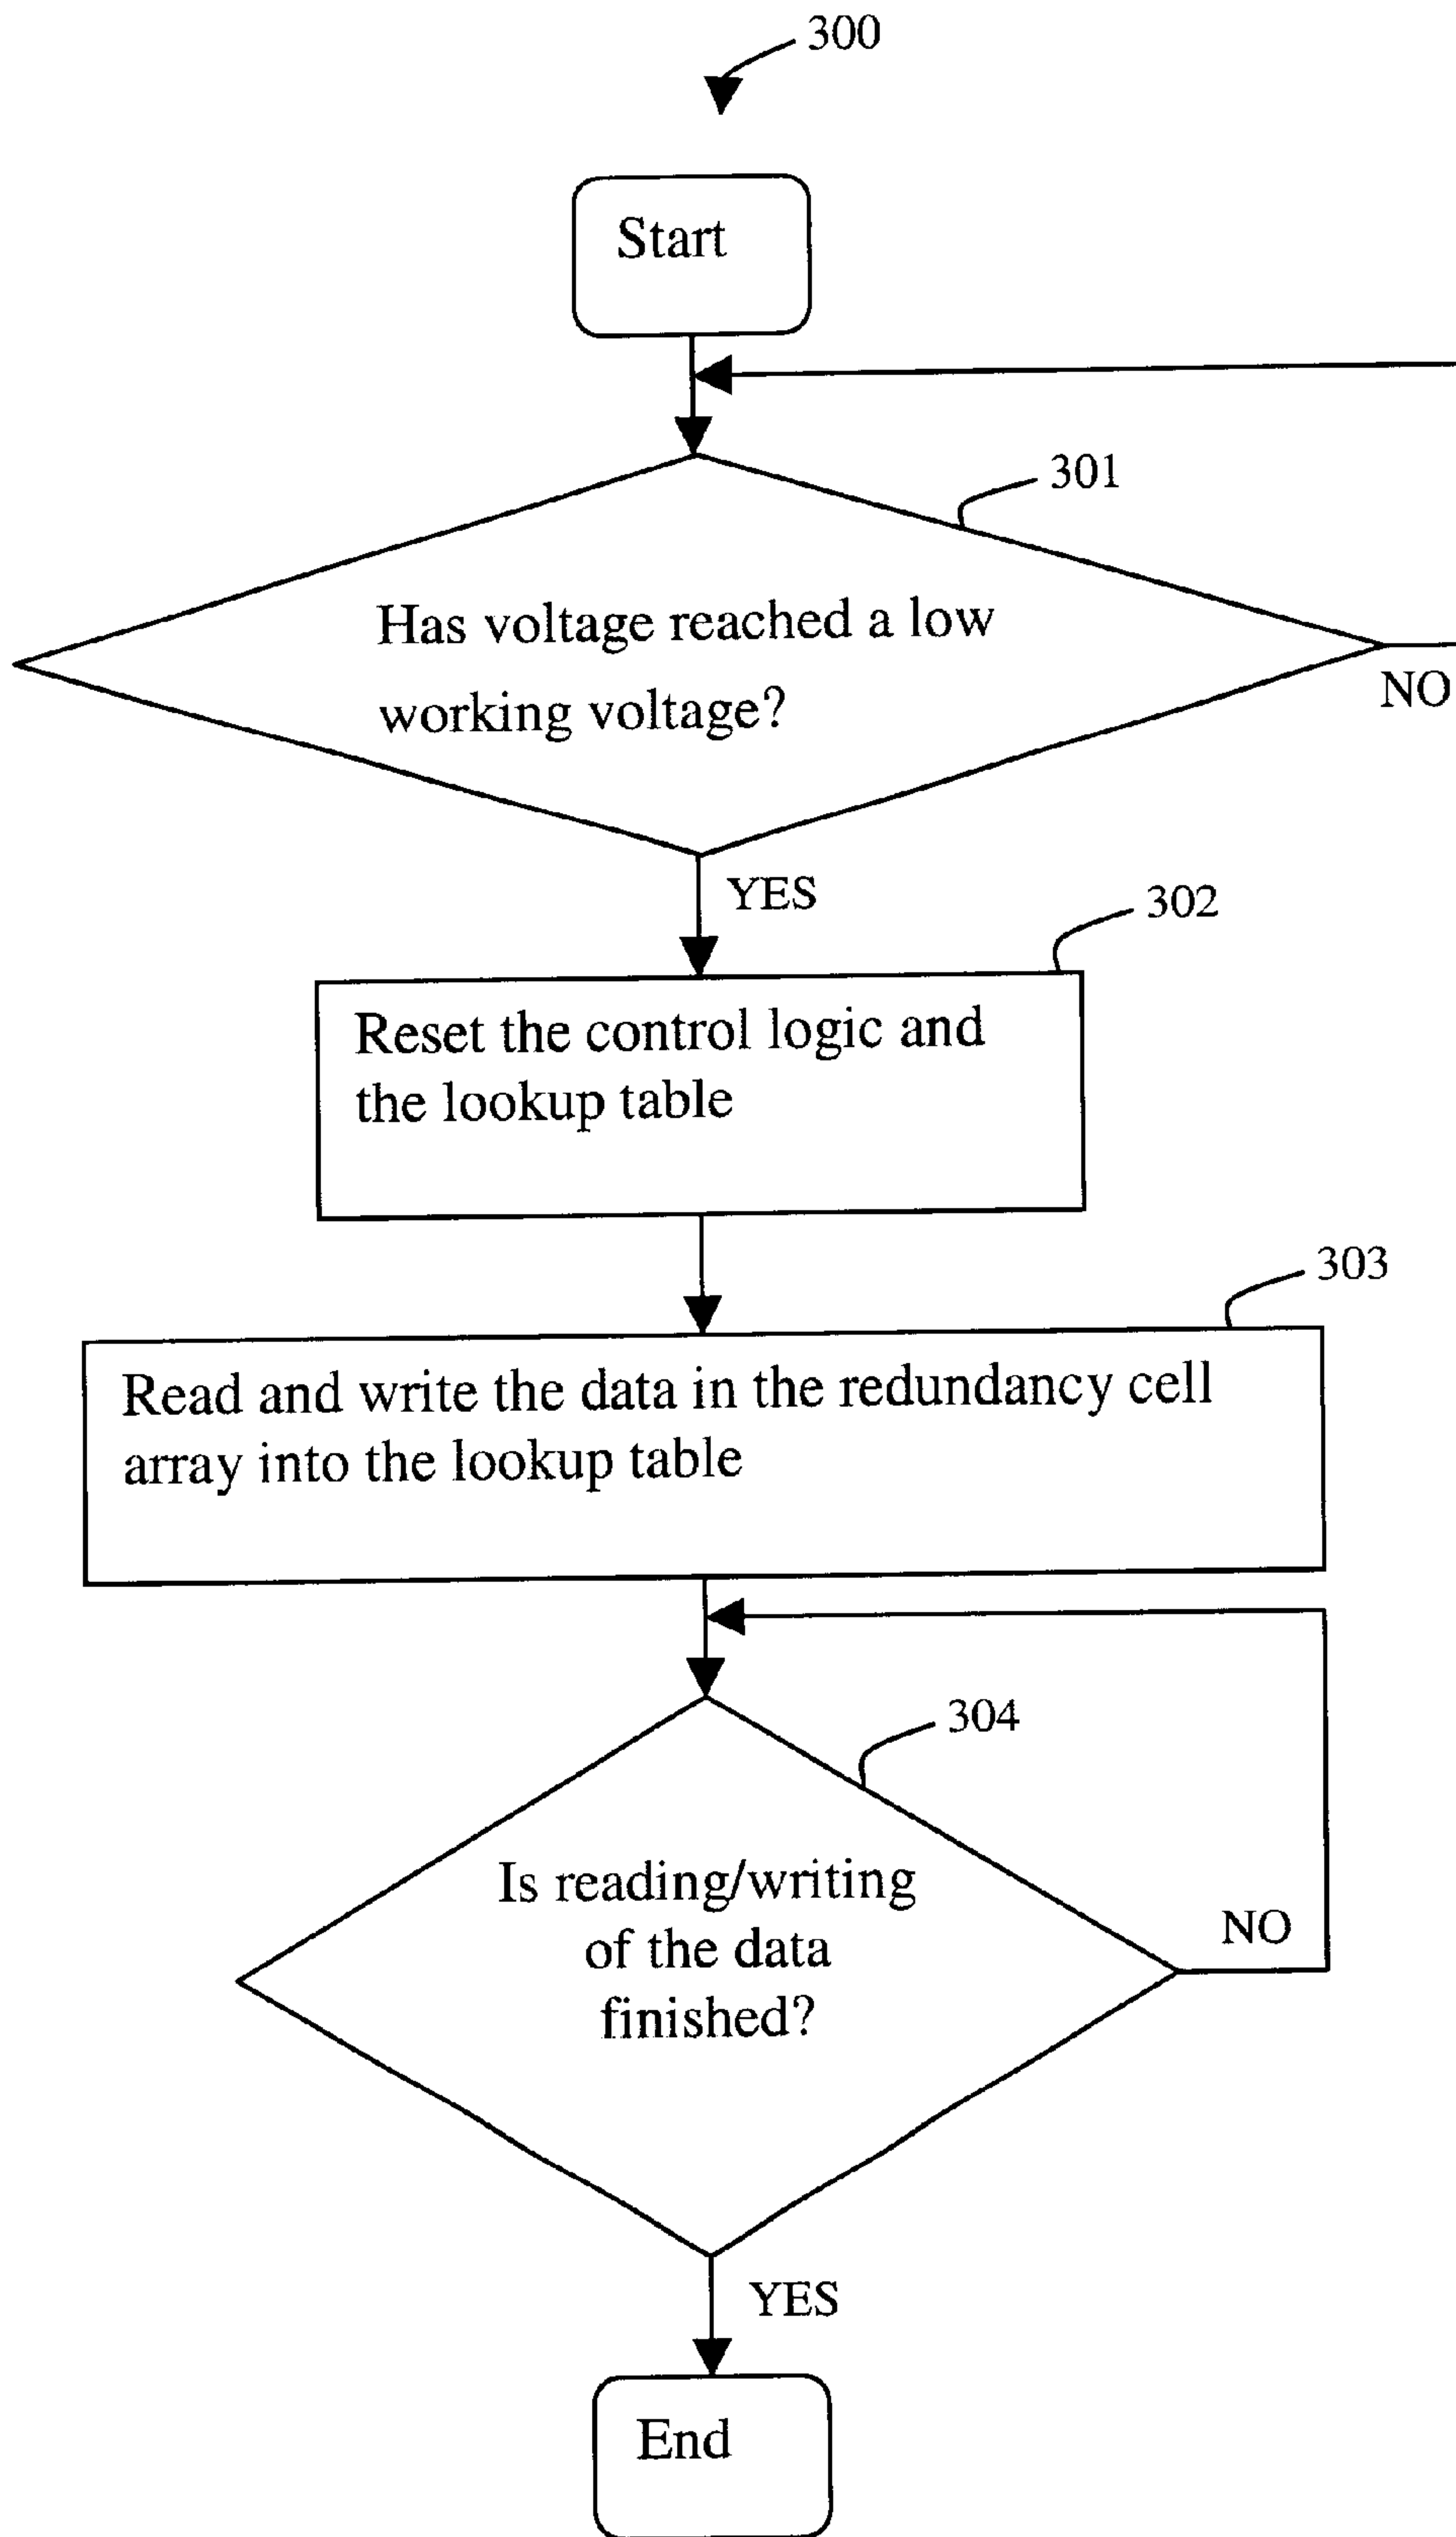 300
Start
301
Has voltage reached a low
working voltage?
NO
YES
302
Reset the control logic and
the lookup table
303
Read and write the data in the redundancy cell
array into the lookup table
304
Is reading/writing
of the data
finished?
NO
YES
End